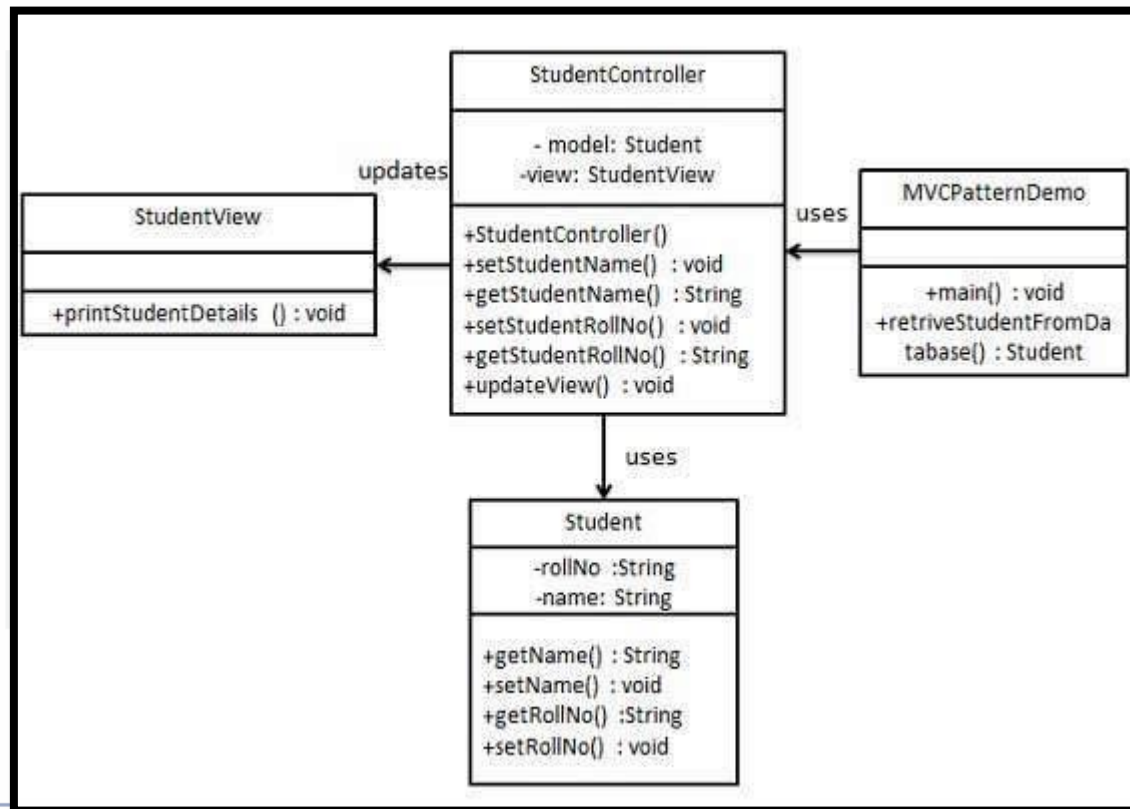 StudentController
- model: Student
-view: StudentView
+StudentController()
+setStudentName() : void
+getStudentName() : String
+setStudentRollNo() : void
+getStudentRollNo() : String
+updateView() : void
updates
StudentView
+printStudentDetails () : void
uses
MVCPatternDemo
+main() : void
+retriveStudentFromDa
tabase() : Student
uses
Student
-rollNo :String
-name: String
+getName() : String
+setName() : void
+getRollNo() :String
+setRollNo() : void